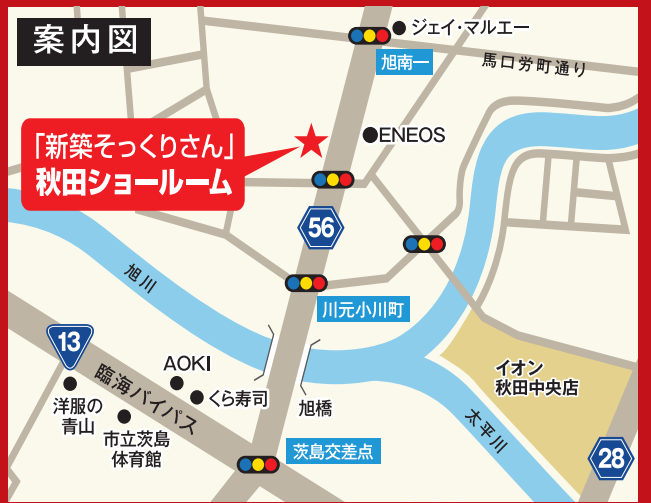 案内図
ジェイ・マルエー
旭南一
馬口労町通り
「新築そっくりさん」
秋田ショールーム
ENEOS
56
旭川
川元小川町
13
臨海バイパス
AOKI
くら寿司
洋服の
青山
市立茨島
体育館
旭橋
茨島交差点
イオン
秋田中央店
太平川
28